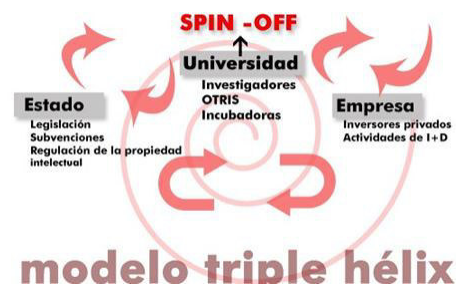 SPIN -OFF
Universidad
Investigadores
OTRIS
Incubadoras
Estado
Legislación
Subvenciones
Regulación de la propiedad
intelectual
Empresa
Inversores privados
Actividades de I+D
modelo triple hélix